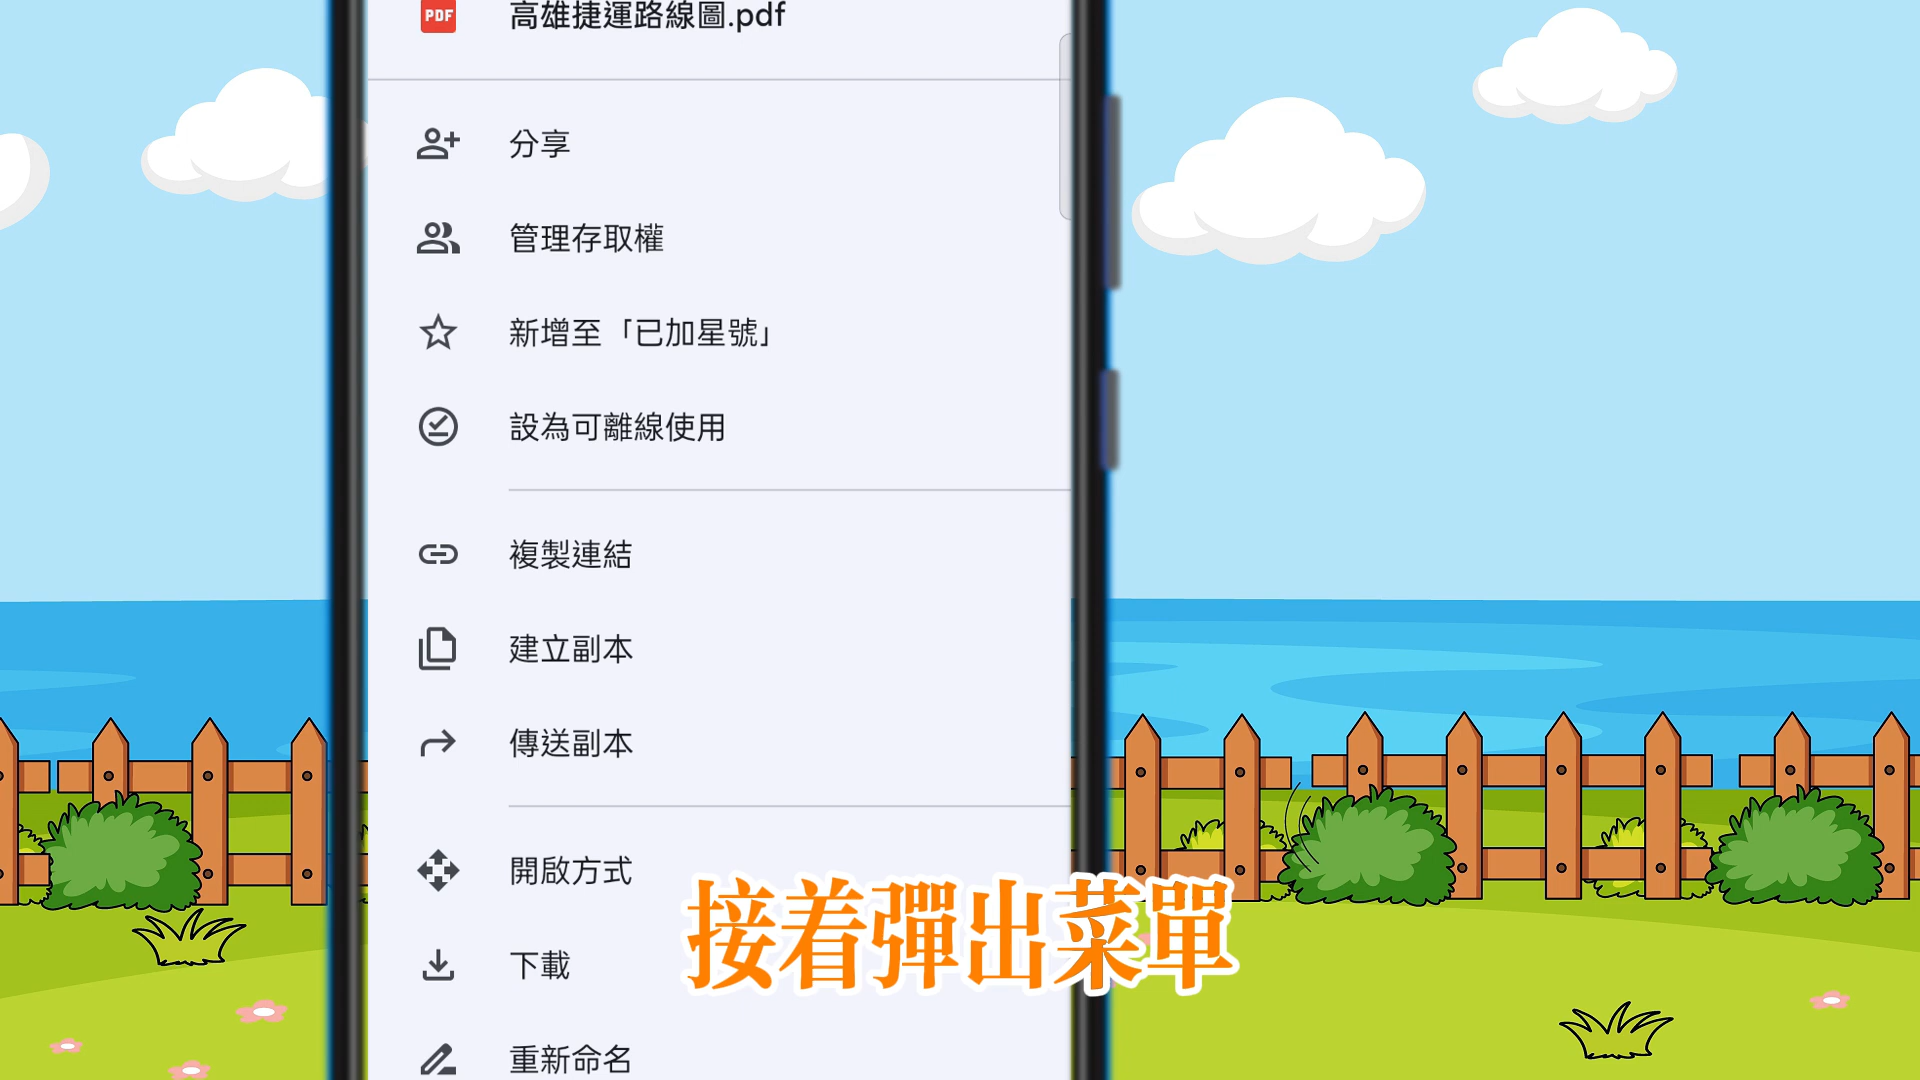 PDF 高雄捷運路線圖.pdf
分享
管理存取權
新增至「已加星號」
設為可離線使用
複製連結
建立副本
傳送副本
開啟方式
下載
重新命名
接着彈出菜單